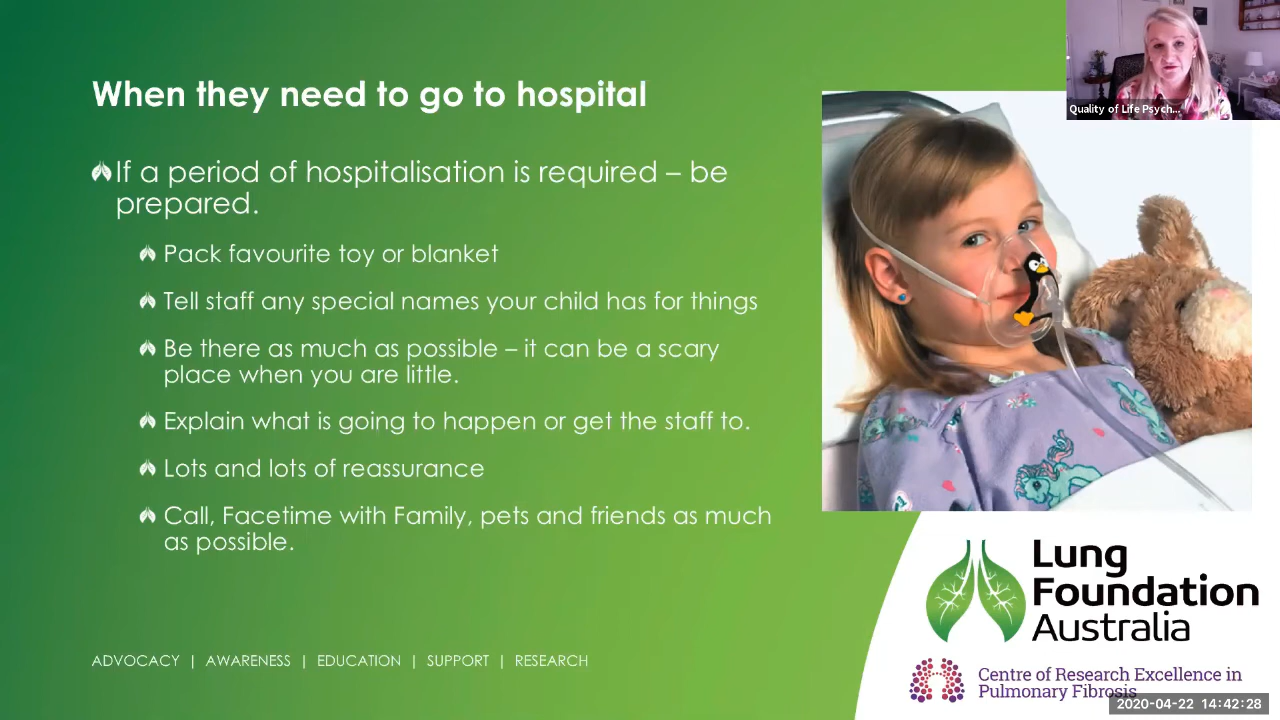 When they need to go to hospital
If a period of hospitalisation is required – be
prepared.
Pack favourite toy or blanket
Tell staff any special names your child has for things
Be there as much as possible – it can be a scary
place when you are little.
Explain what is going to happen or get the staff to.
Lots and lots of reassurance
Call, Facetime with Family, pets and friends as much
as possible.
ADVOCACY | AWARENESS | EDUCATION | SUPPORT | RESEARCH
Quality of Life Psych...
Lung
Foundation
Australia
Centre of Research Excellence in
Pulmonary Fibrosis
2020-04-22 14:42:28